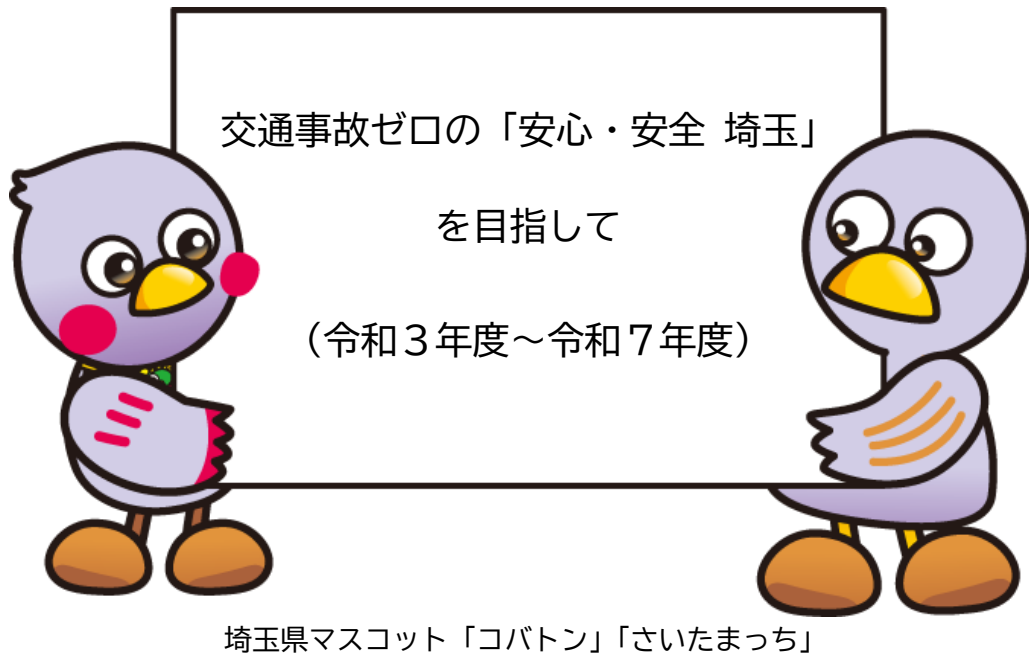 交通事故ゼロの「安心・安全 埼玉」
を目指して
（令和３年度～令和７年度）
埼玉県マスコット「コバトン」「さいたまっち」